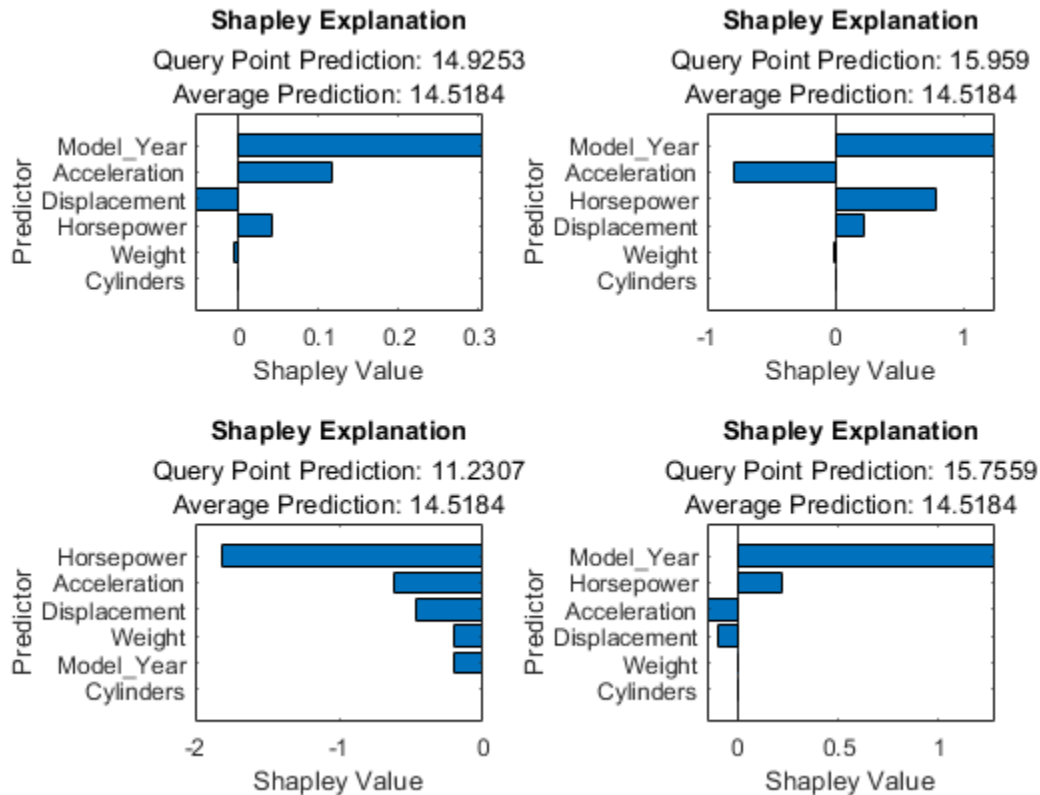 Shapley Explanation
Query Point Prediction: 14.9253
Average Prediction: 14.5184
Predictor
Model_Year
Acceleration
Displacement
Horsepower
Weight
Cylinders
0 0.1 0.2 0.3
Shapley Value
Shapley Explanation
Query Point Prediction: 15.959
Average Prediction: 14.5184
Predictor
Model_Year
Acceleration
Horsepower
Displacement
Weight
Cylinders
-1 0 1
Shapley Value
Shapley Explanation
Query Point Prediction: 11.2307
Average Prediction: 14.5184
Predictor
Horsepower
Acceleration
Displacement
Weight
Model_Year
Cylinders
-2 -1 0
Shapley Value
Shapley Explanation
Query Point Prediction: 15.7559
Average Prediction: 14.5184
Predictor
Model_Year
Horsepower
Acceleration
Displacement
Weight
Cylinders
0 0.5 1
Shapley Value